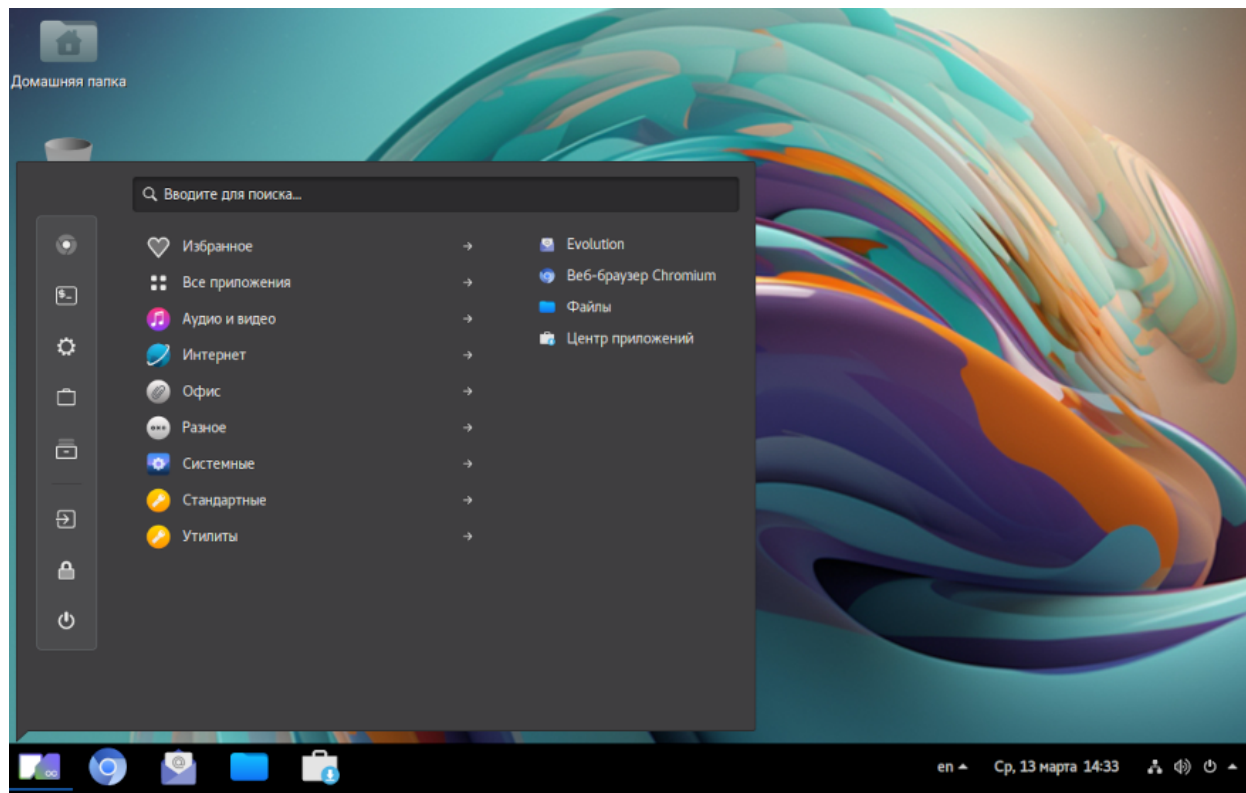 Домашняя папка
Вводите для поиска...
Избранное
Все приложения
Аудио и видео
Интернет
Офис
Разное
Системные
Стандартные
Утилиты
Evolution
Веб-браузер Chromium
Файлы
Центр приложений
en
Ср, 13 марта 14:33